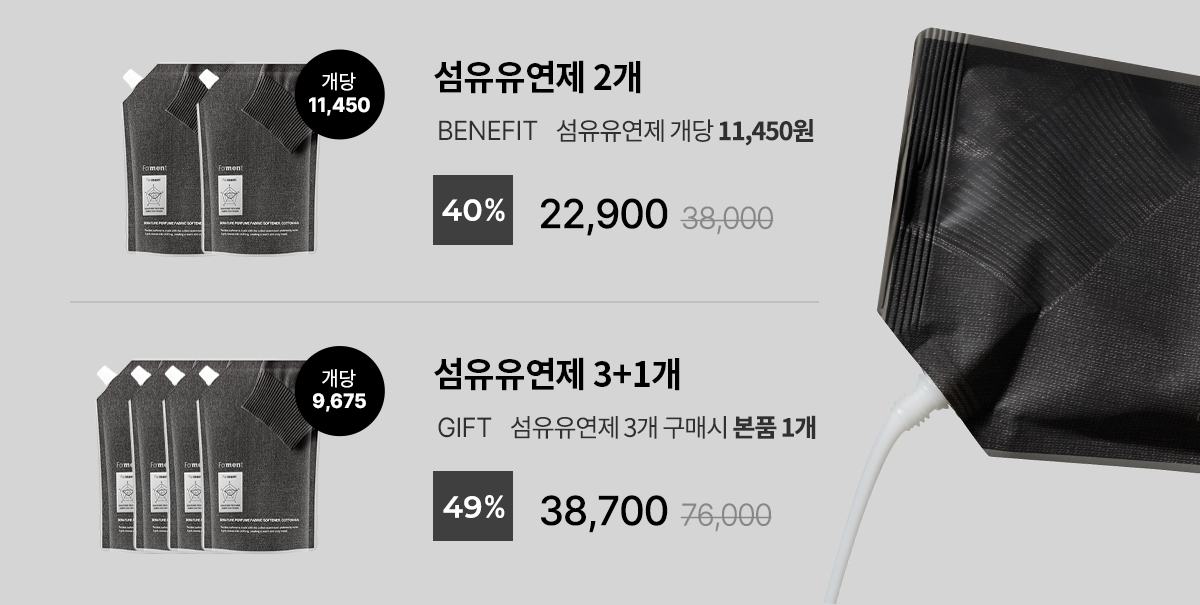 개당
11,450
섬유유연제 2개
BENEFIT 섬유유연제 개당 11,450원
40% 22,900 38,000
Forment
Forment
개당
9,675
섬유유연제 3+1개
GIFT 섬유유연제 3개 구매시 본품 1개
49% 38,700 76,000
Forment